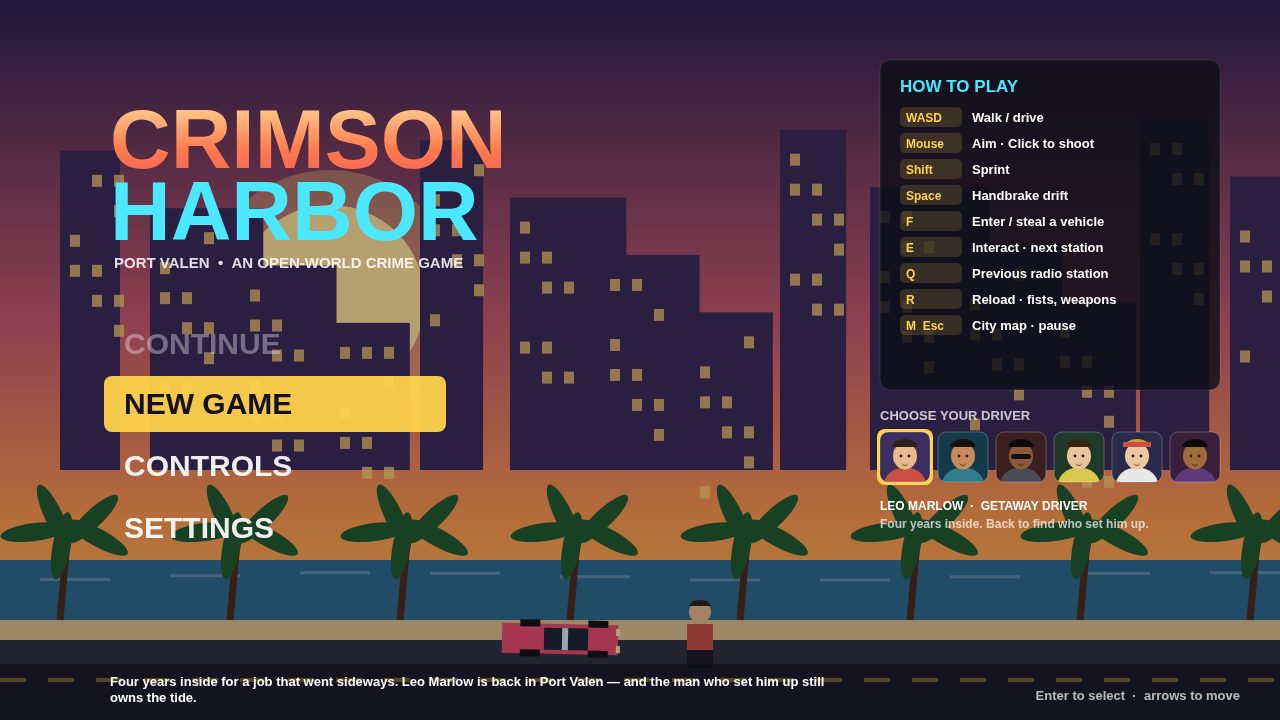 CRIMSON
HARBOR
PORT VALEN • AN OPEN-WORLD CRIME GAME
CONTINUE
NEW GAME
CONTROLS
SETTINGS
HOW TO PLAY
WASD Walk / drive
Mouse Aim · Click to shoot
Shift Sprint
Space Handbrake drift
F Enter / steal a vehicle
E Interact · next station
Q Previous radio station
R Reload · fists, weapons
M Esc City map · pause
CHOOSE YOUR DRIVER
LEO MARLOW · GETAWAY DRIVER
Four years inside. Back to find who set him up.
Four years inside for a job that went sideways. Leo Marlow is back in Port Valen — and the man who set him up still
owns the tide.
Enter to select · arrows to move